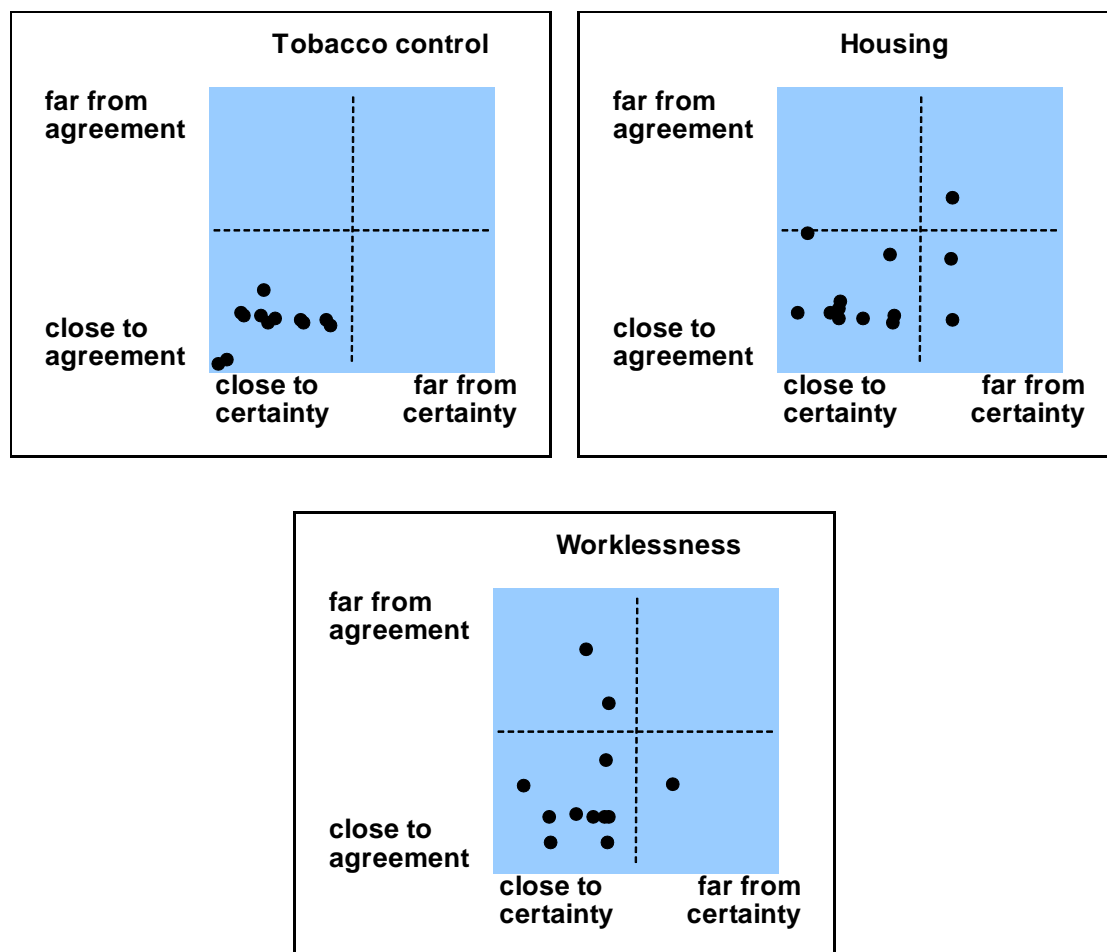 Tobacco control
far from
agreement
close to
agreement
close to
certainty
far from
certainty
Housing
far from
agreement
close to
agreement
close to
certainty
far from
certainty
Worklessness
far from
agreement
close to
agreement
close to
certainty
far from
certainty